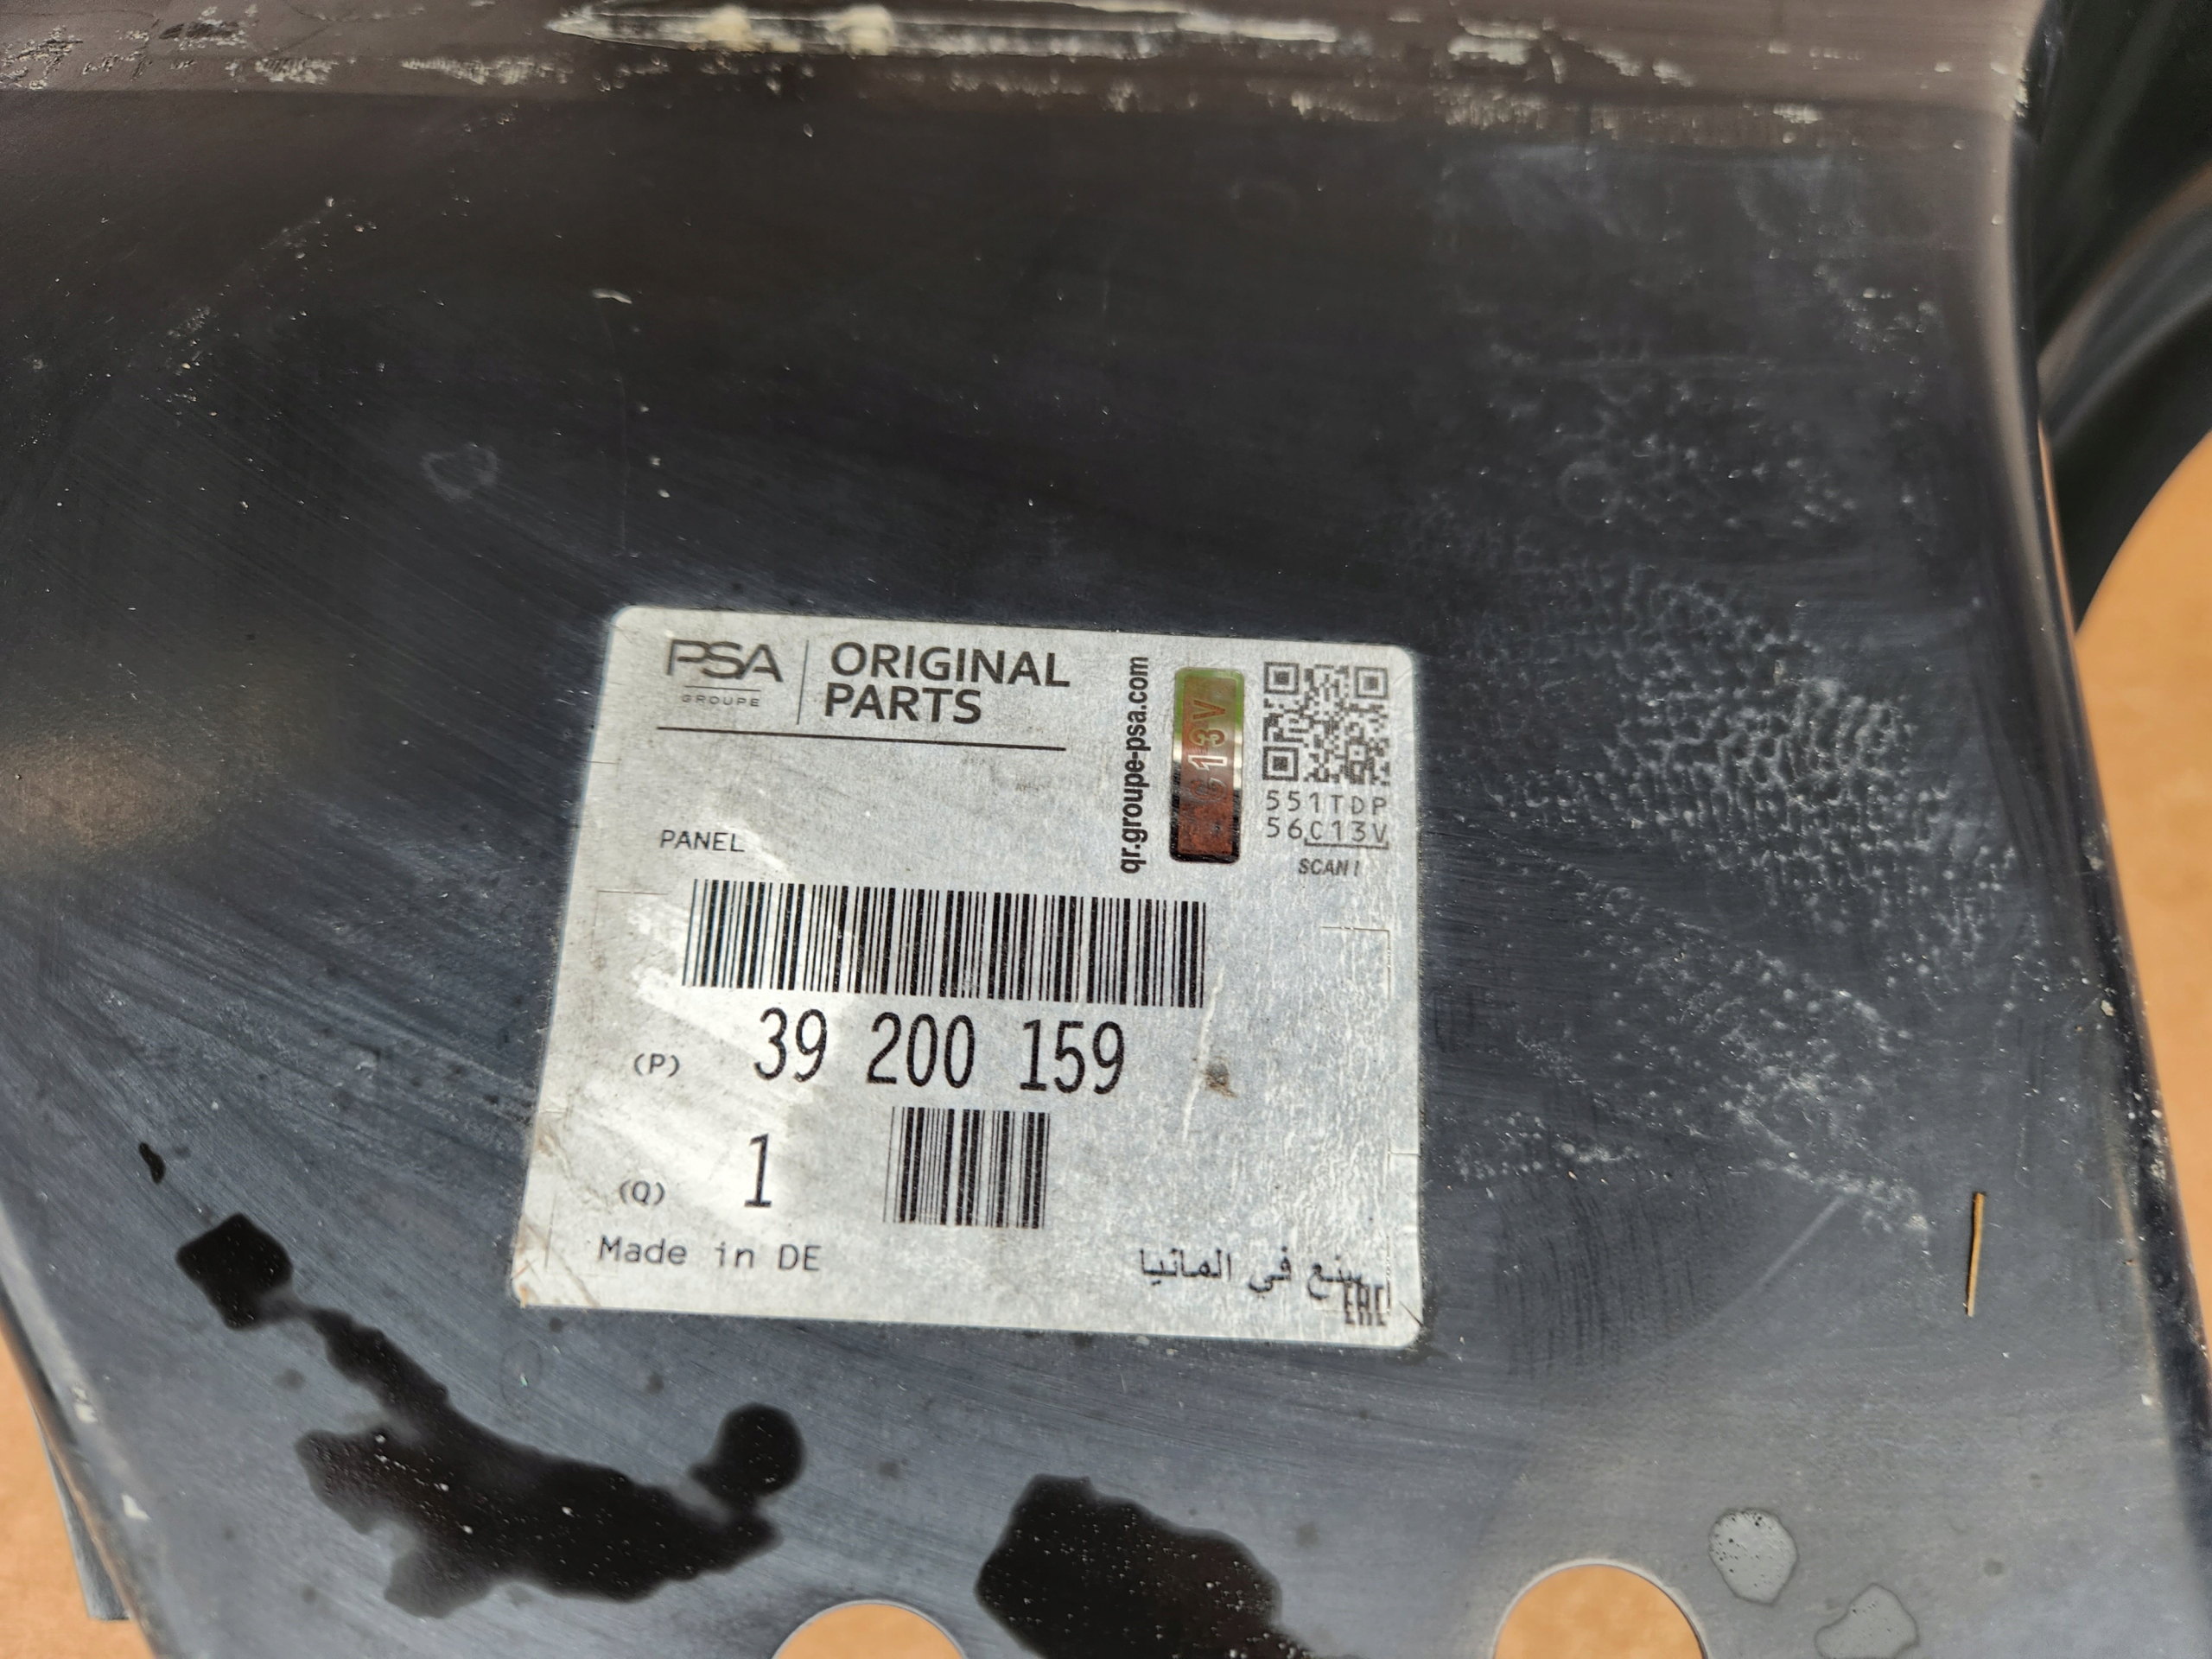 PSA
GROUPE
ORIGINAL
PARTS
qr.groupe-psa.com
C13V
551TDP
56C13V
SCAN!
PANEL
(P) 39 200 159
(Q) 1
Made in DE
صنع في المانيا
EAC